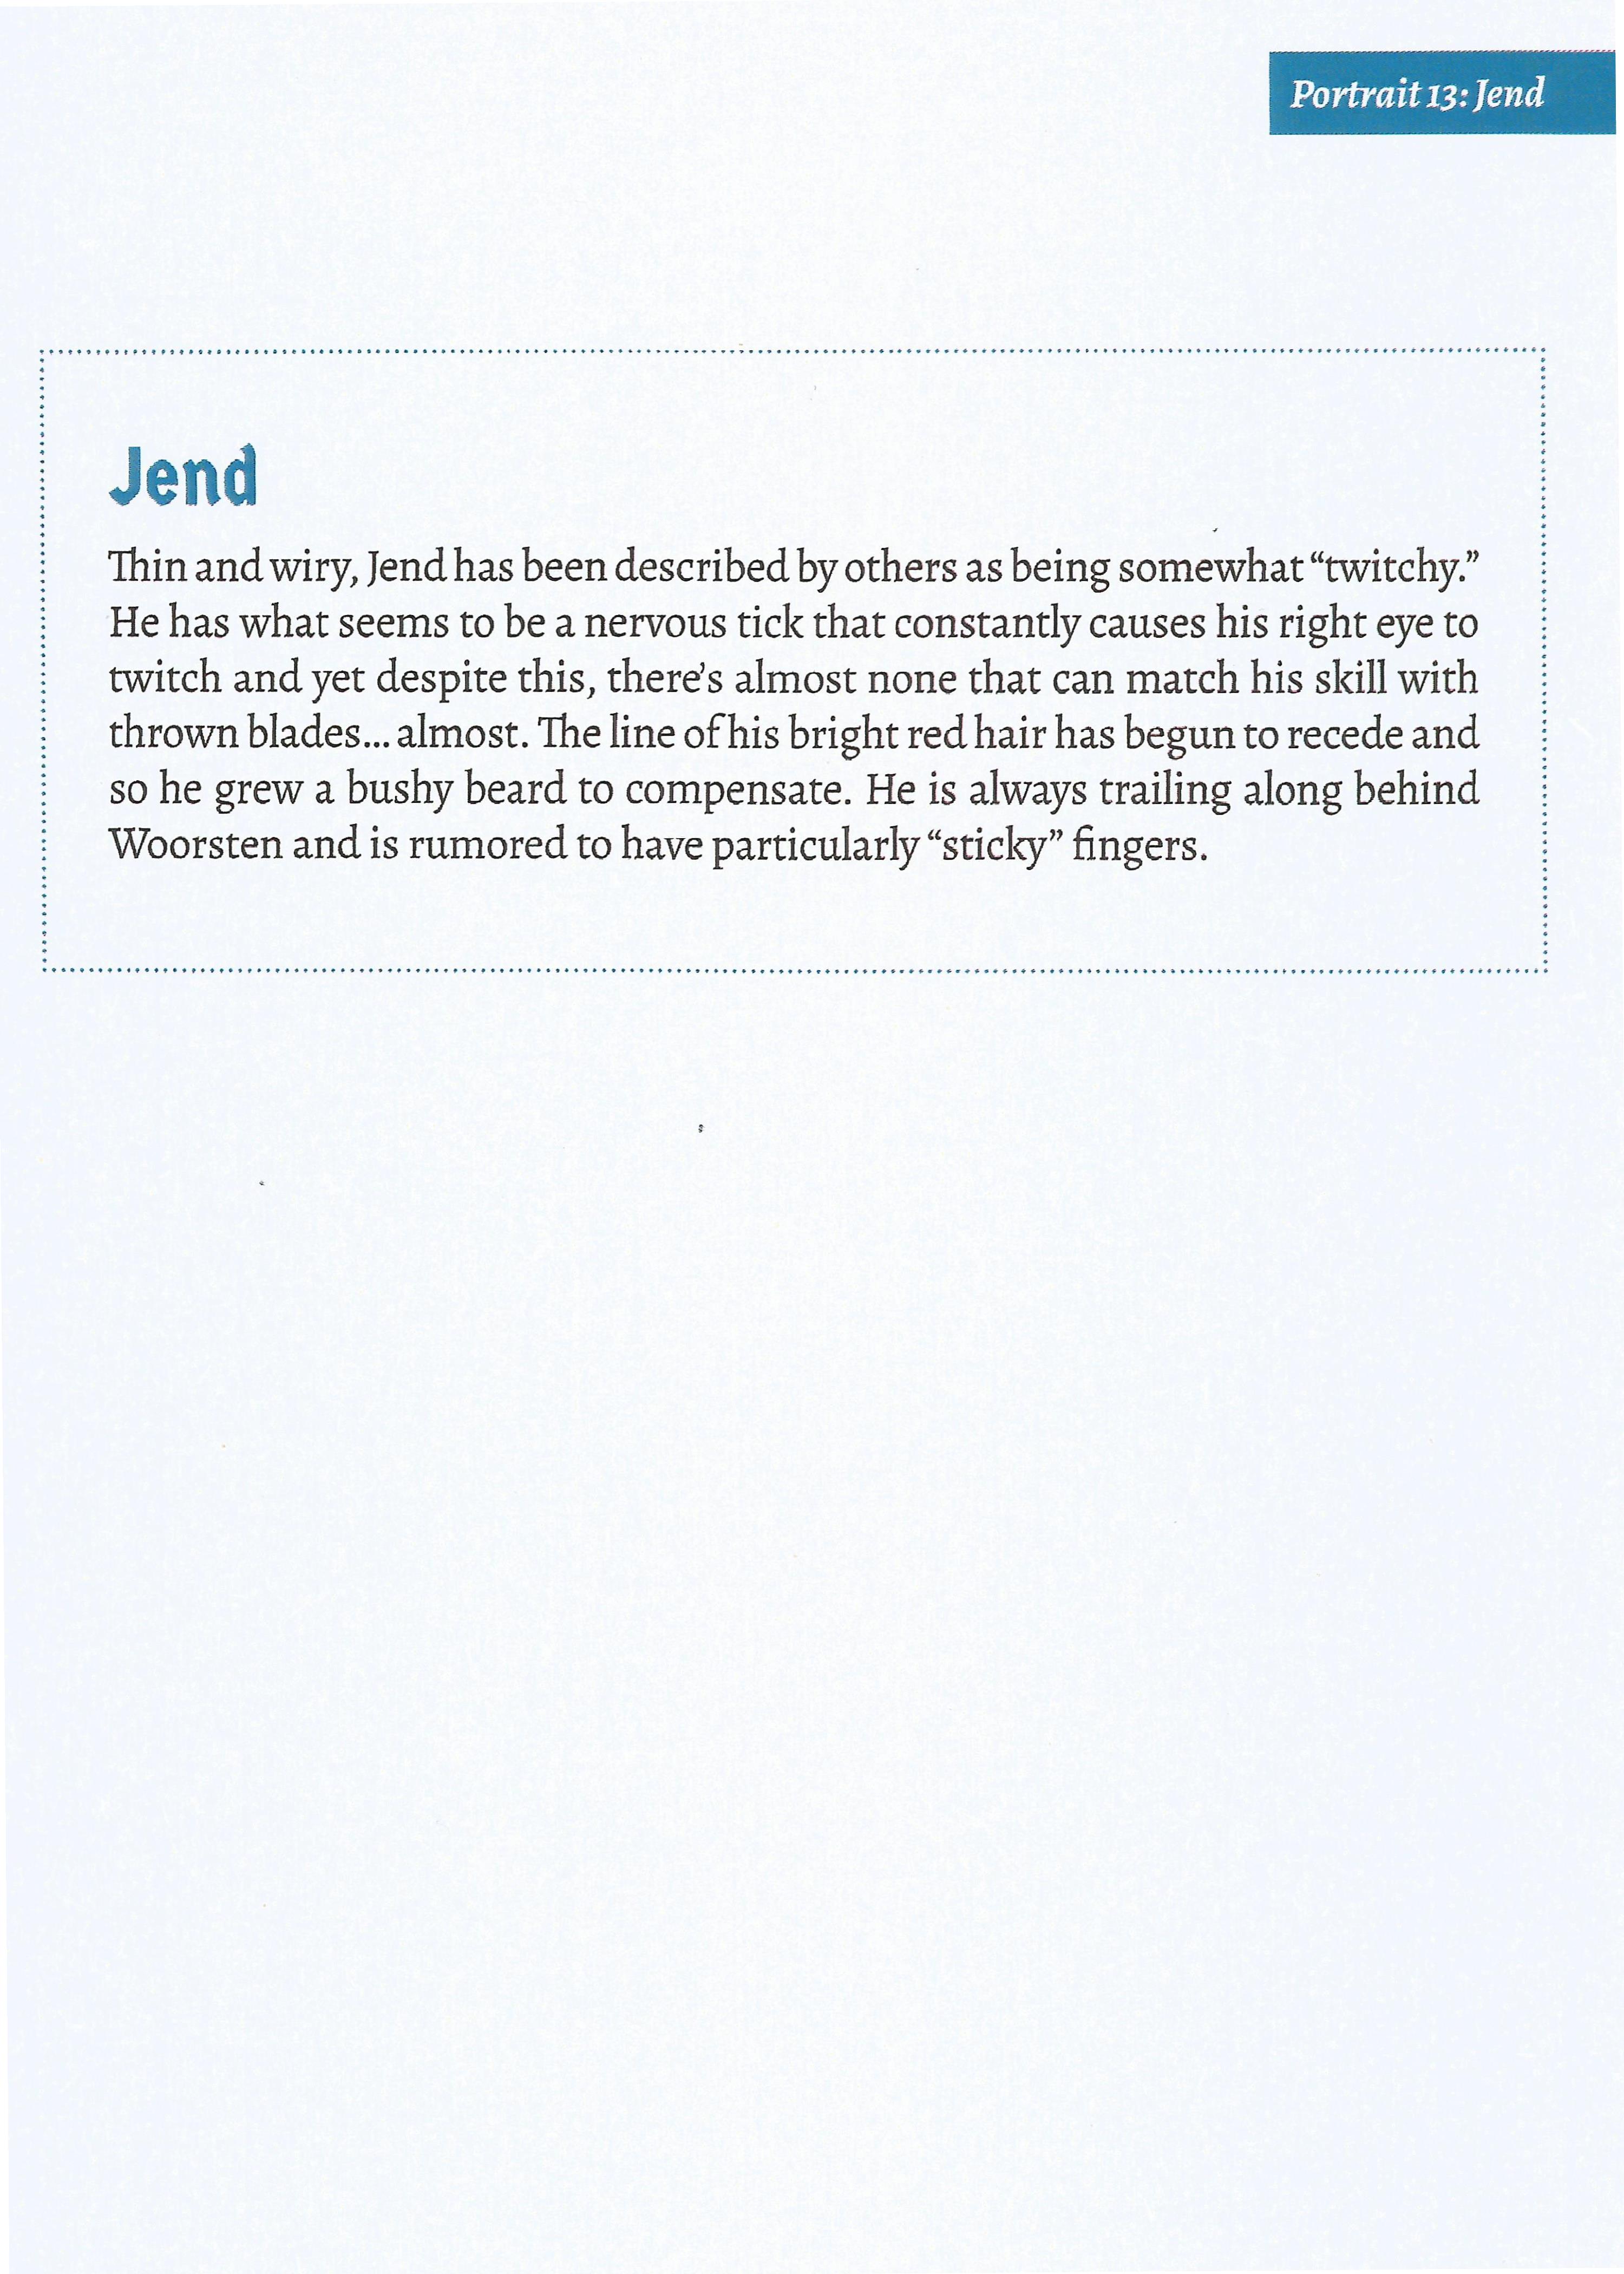 Portrait 13: Jend
Jend
Thin and wiry, Jend has been described by others as being somewhat “twitchy.”
He has what seems to be a nervous tick that constantly causes his right eye to
twitch and yet despite this, there’s almost none that can match his skill with
thrown blades... almost. The line of his bright red hair has begun to recede and
so he grew a bushy beard to compensate. He is always trailing along behind
Woorsten and is rumored to have particularly “sticky” fingers.